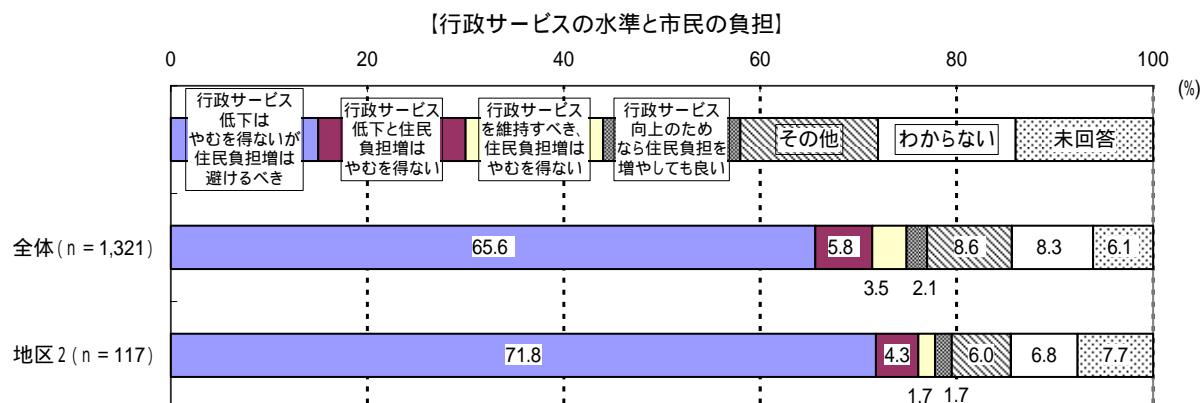 【行政サービスの水準と市民の負担】
0 20 40 60 80 100
(%)
行政サービス
低下は
やむを得ないが
住民負担増は
避けるべき
行政サービス
低下と住民
負担増は
やむを得ない
行政サービス
を維持すべき、
住民負担増は
やむを得ない
行政サービス
向上のため
なら住民負担を
増やしても良い
その他
わからない
未回答
全体(n = 1,321) 65.6 5.8 8.6 8.3 6.1
3.5 2.1
地区2(n = 117) 71.8 4.3 6.0 6.8 7.7
1.7 1.7